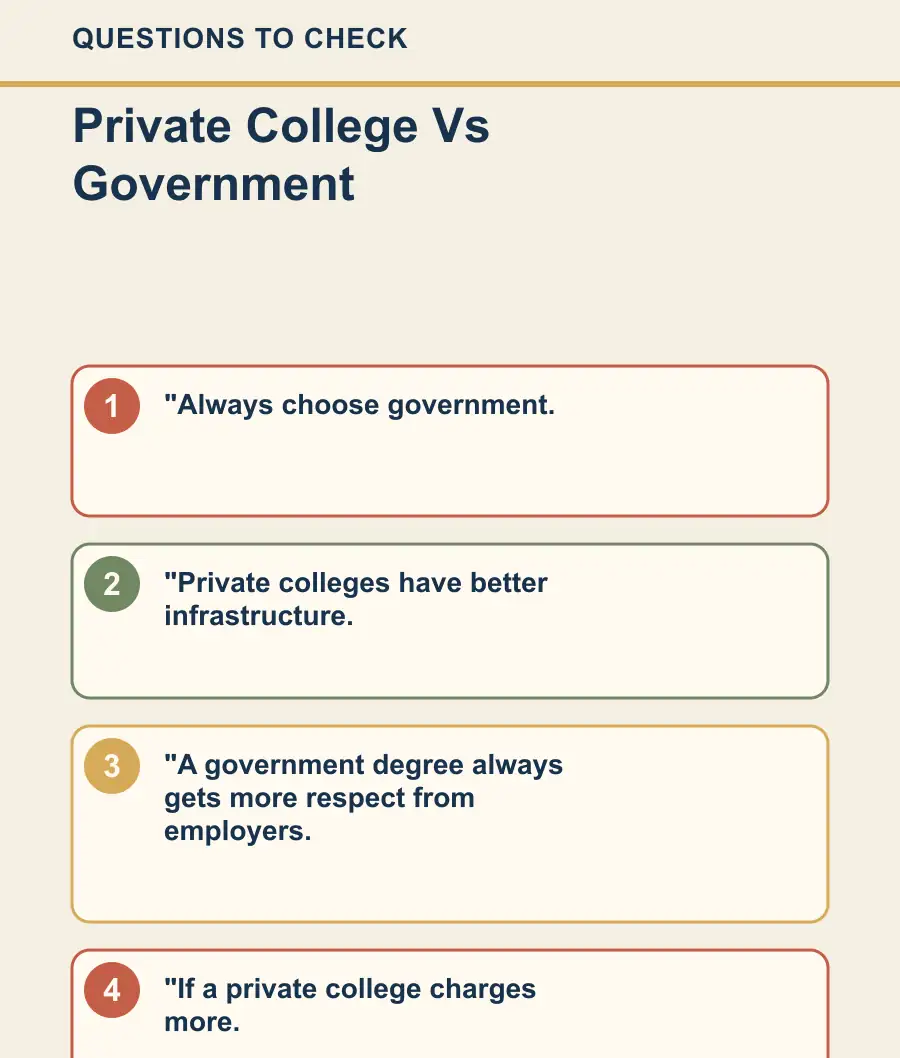 QUESTIONS TO CHECK
Private College Vs
Government
1
"Always choose government.
2
"Private colleges have better
infrastructure.
3
"A government degree always
gets more respect from
employers.
4
"If a private college charges
more.